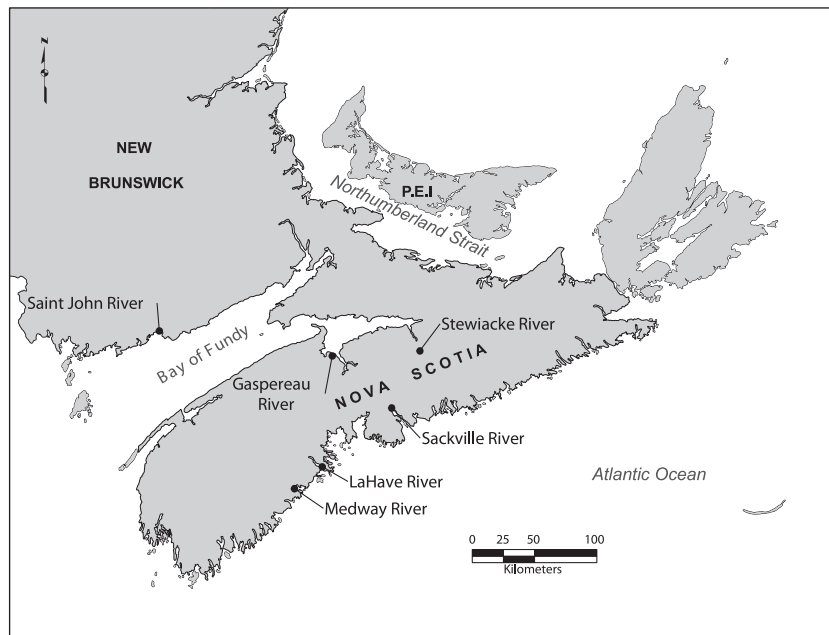 N
NEW
BRUNSWICK
P.E.I
Northumberland Strait
Saint John River
Bay of Fundy
Stewiacke River
Gaspereau
River
NOVA SCOTIA
Sackville River
LaHave River
Medway River
Atlantic Ocean
0 25 50 100
Kilometers